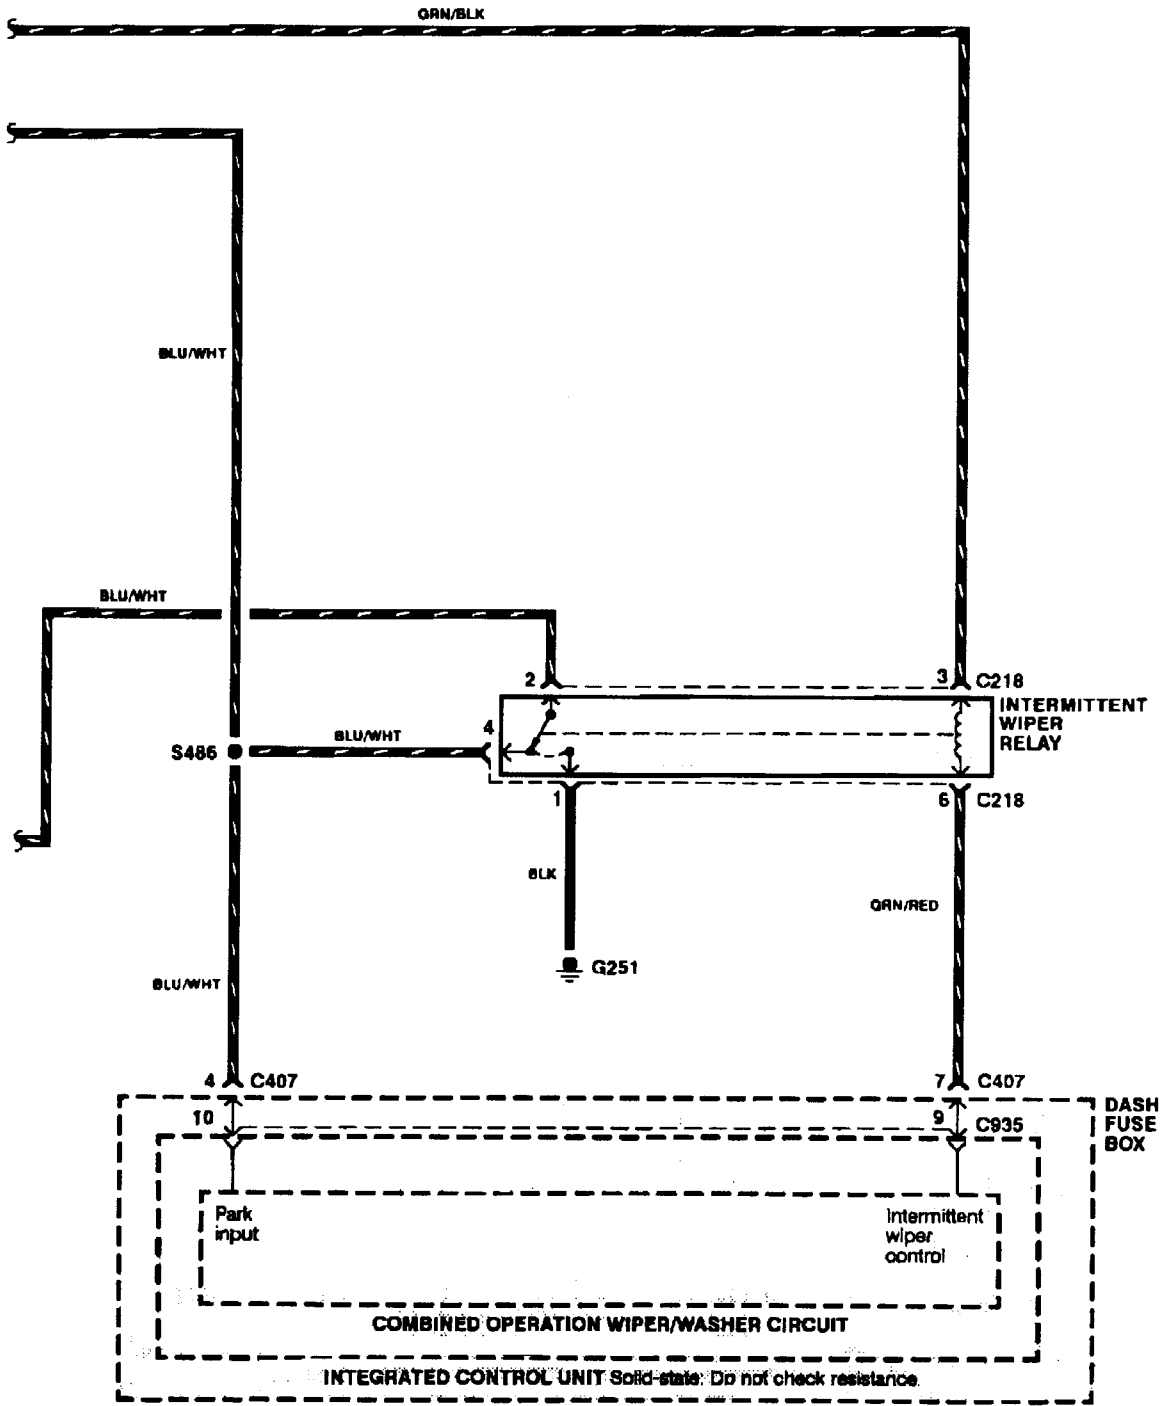 GRN/BLK
BLU/WHT
BLU/WHT
2
3 C218
INTERMITTENT
WIPER
RELAY
4
BLU/WHT
S486
1
6 C218
BLK
GRN/RED
G251
BLU/WHT
4 C407
7 C407
DASH
FUSE
BOX
10
9 C935
Park
input
Intermittent
wiper
control
COMBINED OPERATION WIPER/WASHER CIRCUIT
INTEGRATED CONTROL UNIT Solid-state: Do not check resistance.